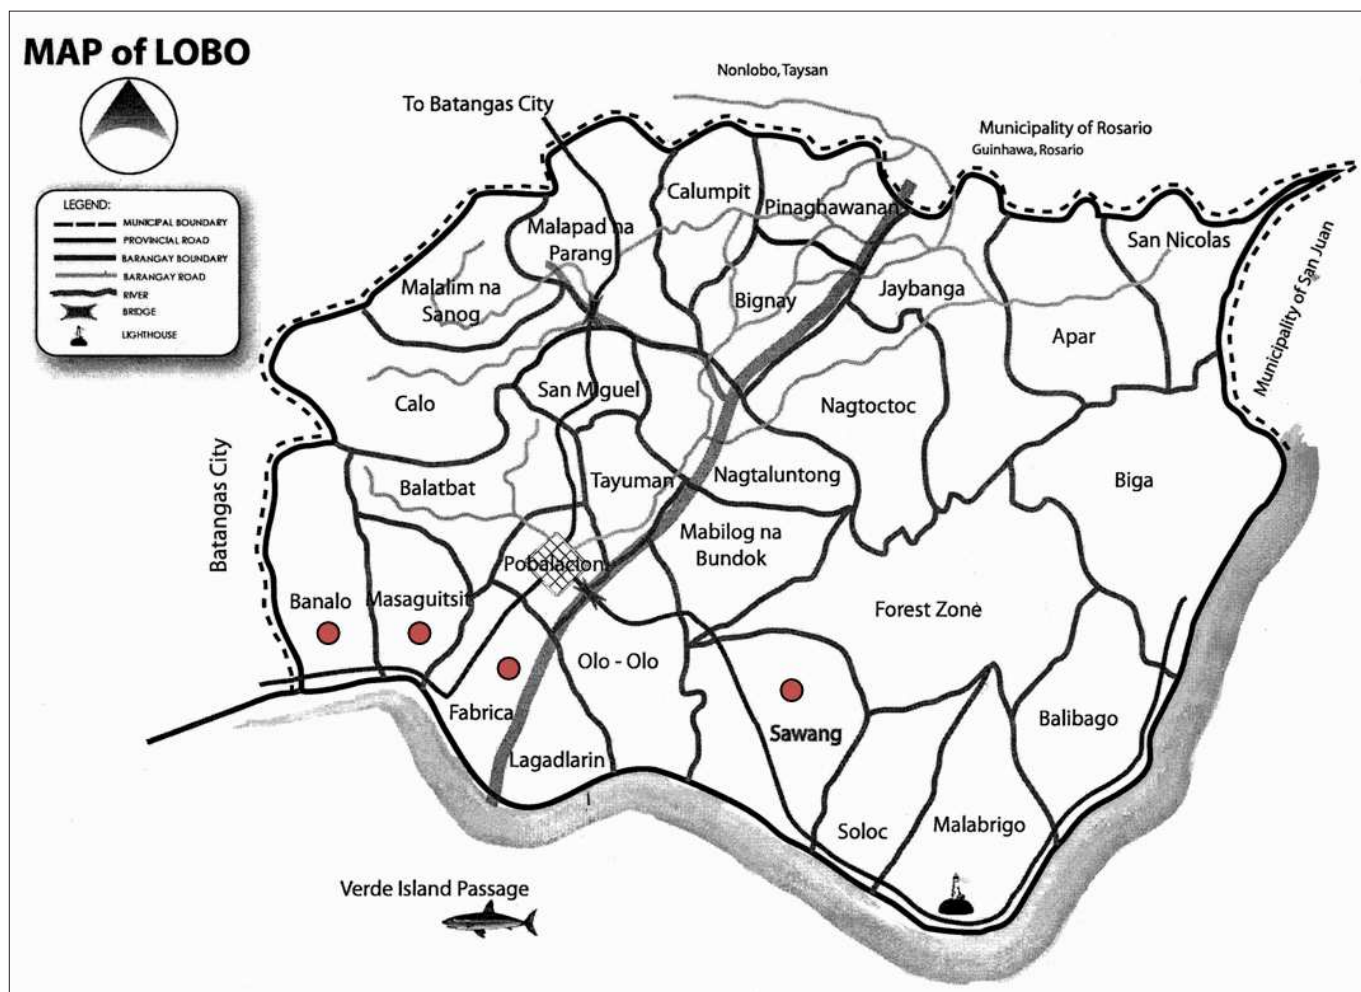 MAP of LOBO
Nonlobo, Taysan
To Batangas City
Municipality of Rosario
Guinhawa, Rosario
LEGEND:
MUNICIPAL BOUNDARY
PROVINCIAL ROAD
BARANGAY BOUNDARY
BARANGAY ROAD
RIVER
BRIDGE
LIGHTHOUSE
Calumpit
Pinaghawanan
Malapad na
Parang
San Nicolas
Municipality of San Juan
Malalim na
Sanog
Bignay
Jaybanga
Apar
San Miguel
Calo
Nagtoctoc
Batangas City
Balatbat
Tayuman
Nagtaluntong
Biga
Mabilog na
Bundok
Pobalacion
Banalo
Masaguitsit
Forest Zone
Olo - Olo
Fabrica
Sawang
Balibago
Lagadlarin
Soloc
Malabrigo
Verde Island Passage